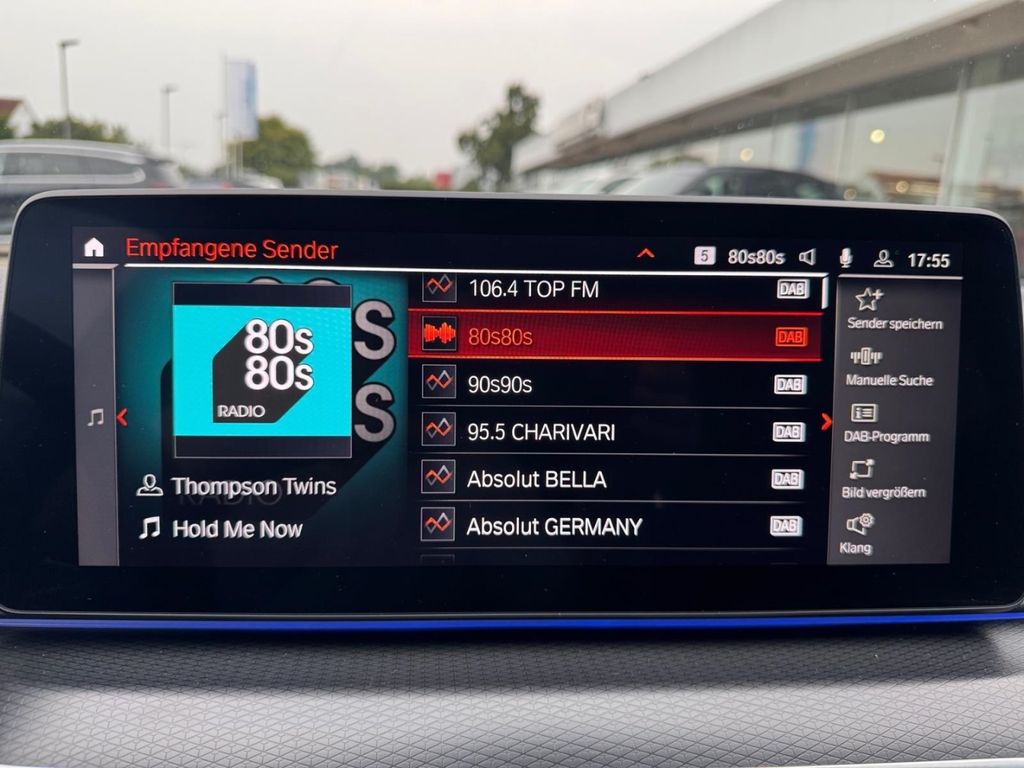 Empfangene Sender
5 80s80s 17:55
80s
80s
RADIO
Thompson Twins
Hold Me Now
106.4 TOP FM DAB
80s80s DAB
90s90s DAB
95.5 CHARIVARI DAB
Absolut BELLA DAB
Absolut GERMANY DAB
Sender speichern
Manuelle Suche
DAB-Programm
Bild vergrößern
Klang